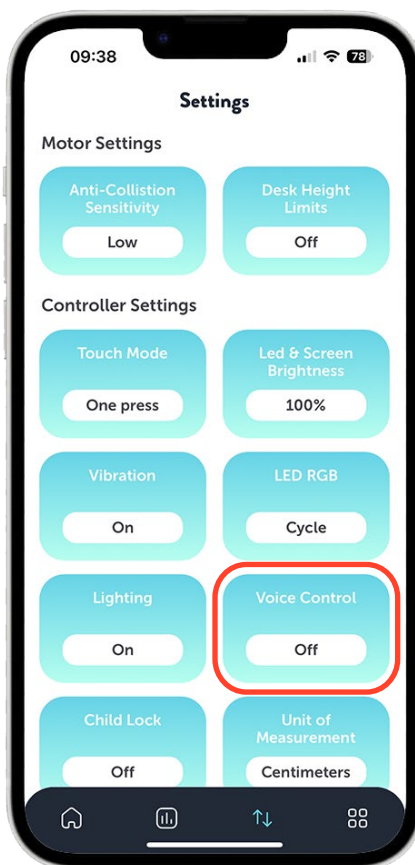 09:38
78
Settings
Motor Settings
Anti-Collistion
Sensitivity
Low
Desk Height
Limits
Off
Controller Settings
Touch Mode
One press
Led & Screen
Brightness
100%
Vibration
On
LED RGB
Cycle
Lighting
On
Voice Control
Off
Child Lock
Off
Unit of
Measurement
Centimeters